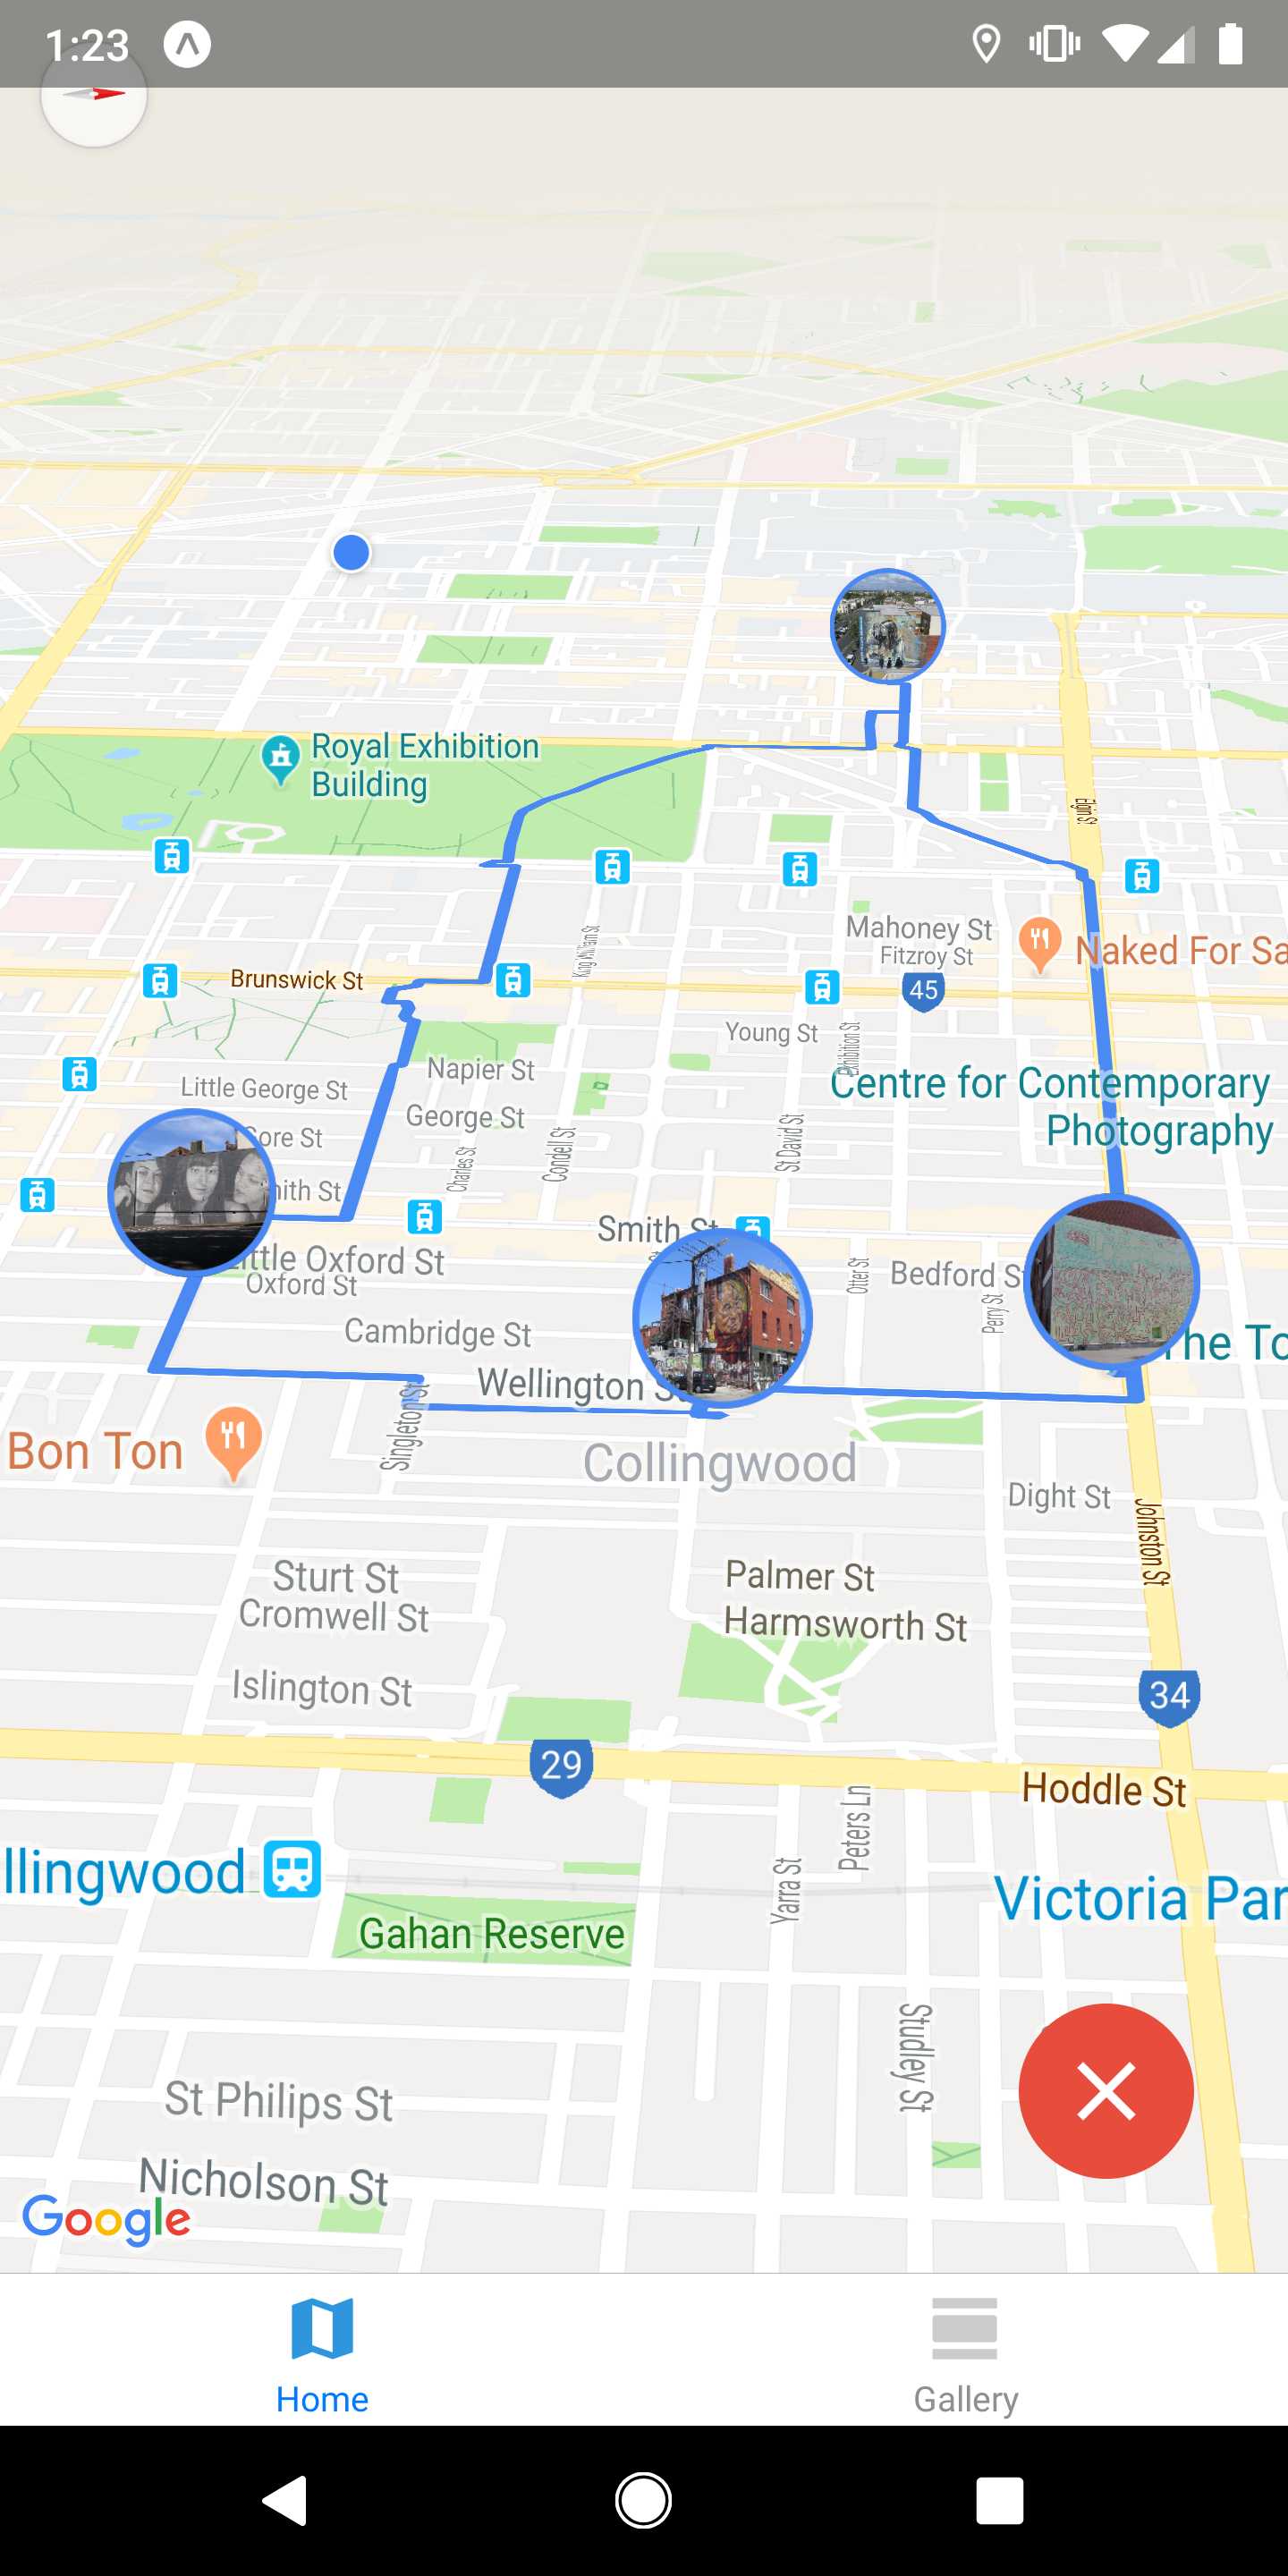 1:23
Royal Exhibition
Building
Elgin St
Mahoney St
Fitzroy St
Naked For Sa
King William St
Brunswick St
45
Young St
Exhibition St
Napier St
Centre for Contemporary
Photography
Little George St
George St
Gore St
Charles St
Condell St
St David St
mith St
Smith St
Little Oxford St
Oxford St
Otter St
Bedford St
Perry St
Cambridge St
The To
Wellington S
Singleton St
Bon Ton
Collingwood
Dight St
Johnston St
Sturt St
Palmer St
Cromwell St
Harmsworth St
Islington St
34
29
Hoddle St
Peters Ln
llingwood
Yarra St
Victoria Par
Gahan Reserve
Studley St
St Philips St
Nicholson St
Google
Home
Gallery